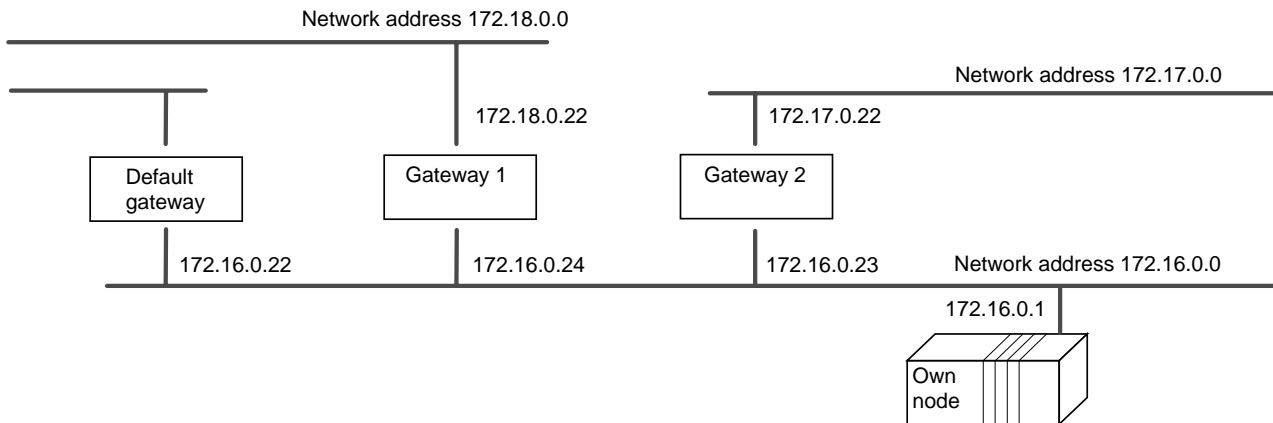 Network address 172.18.0.0
Network address 172.17.0.0
172.18.0.22
172.17.0.22
Default
gateway
Gateway 1
Gateway 2
172.16.0.22
172.16.0.24
172.16.0.23
Network address 172.16.0.0
172.16.0.1
Own
node